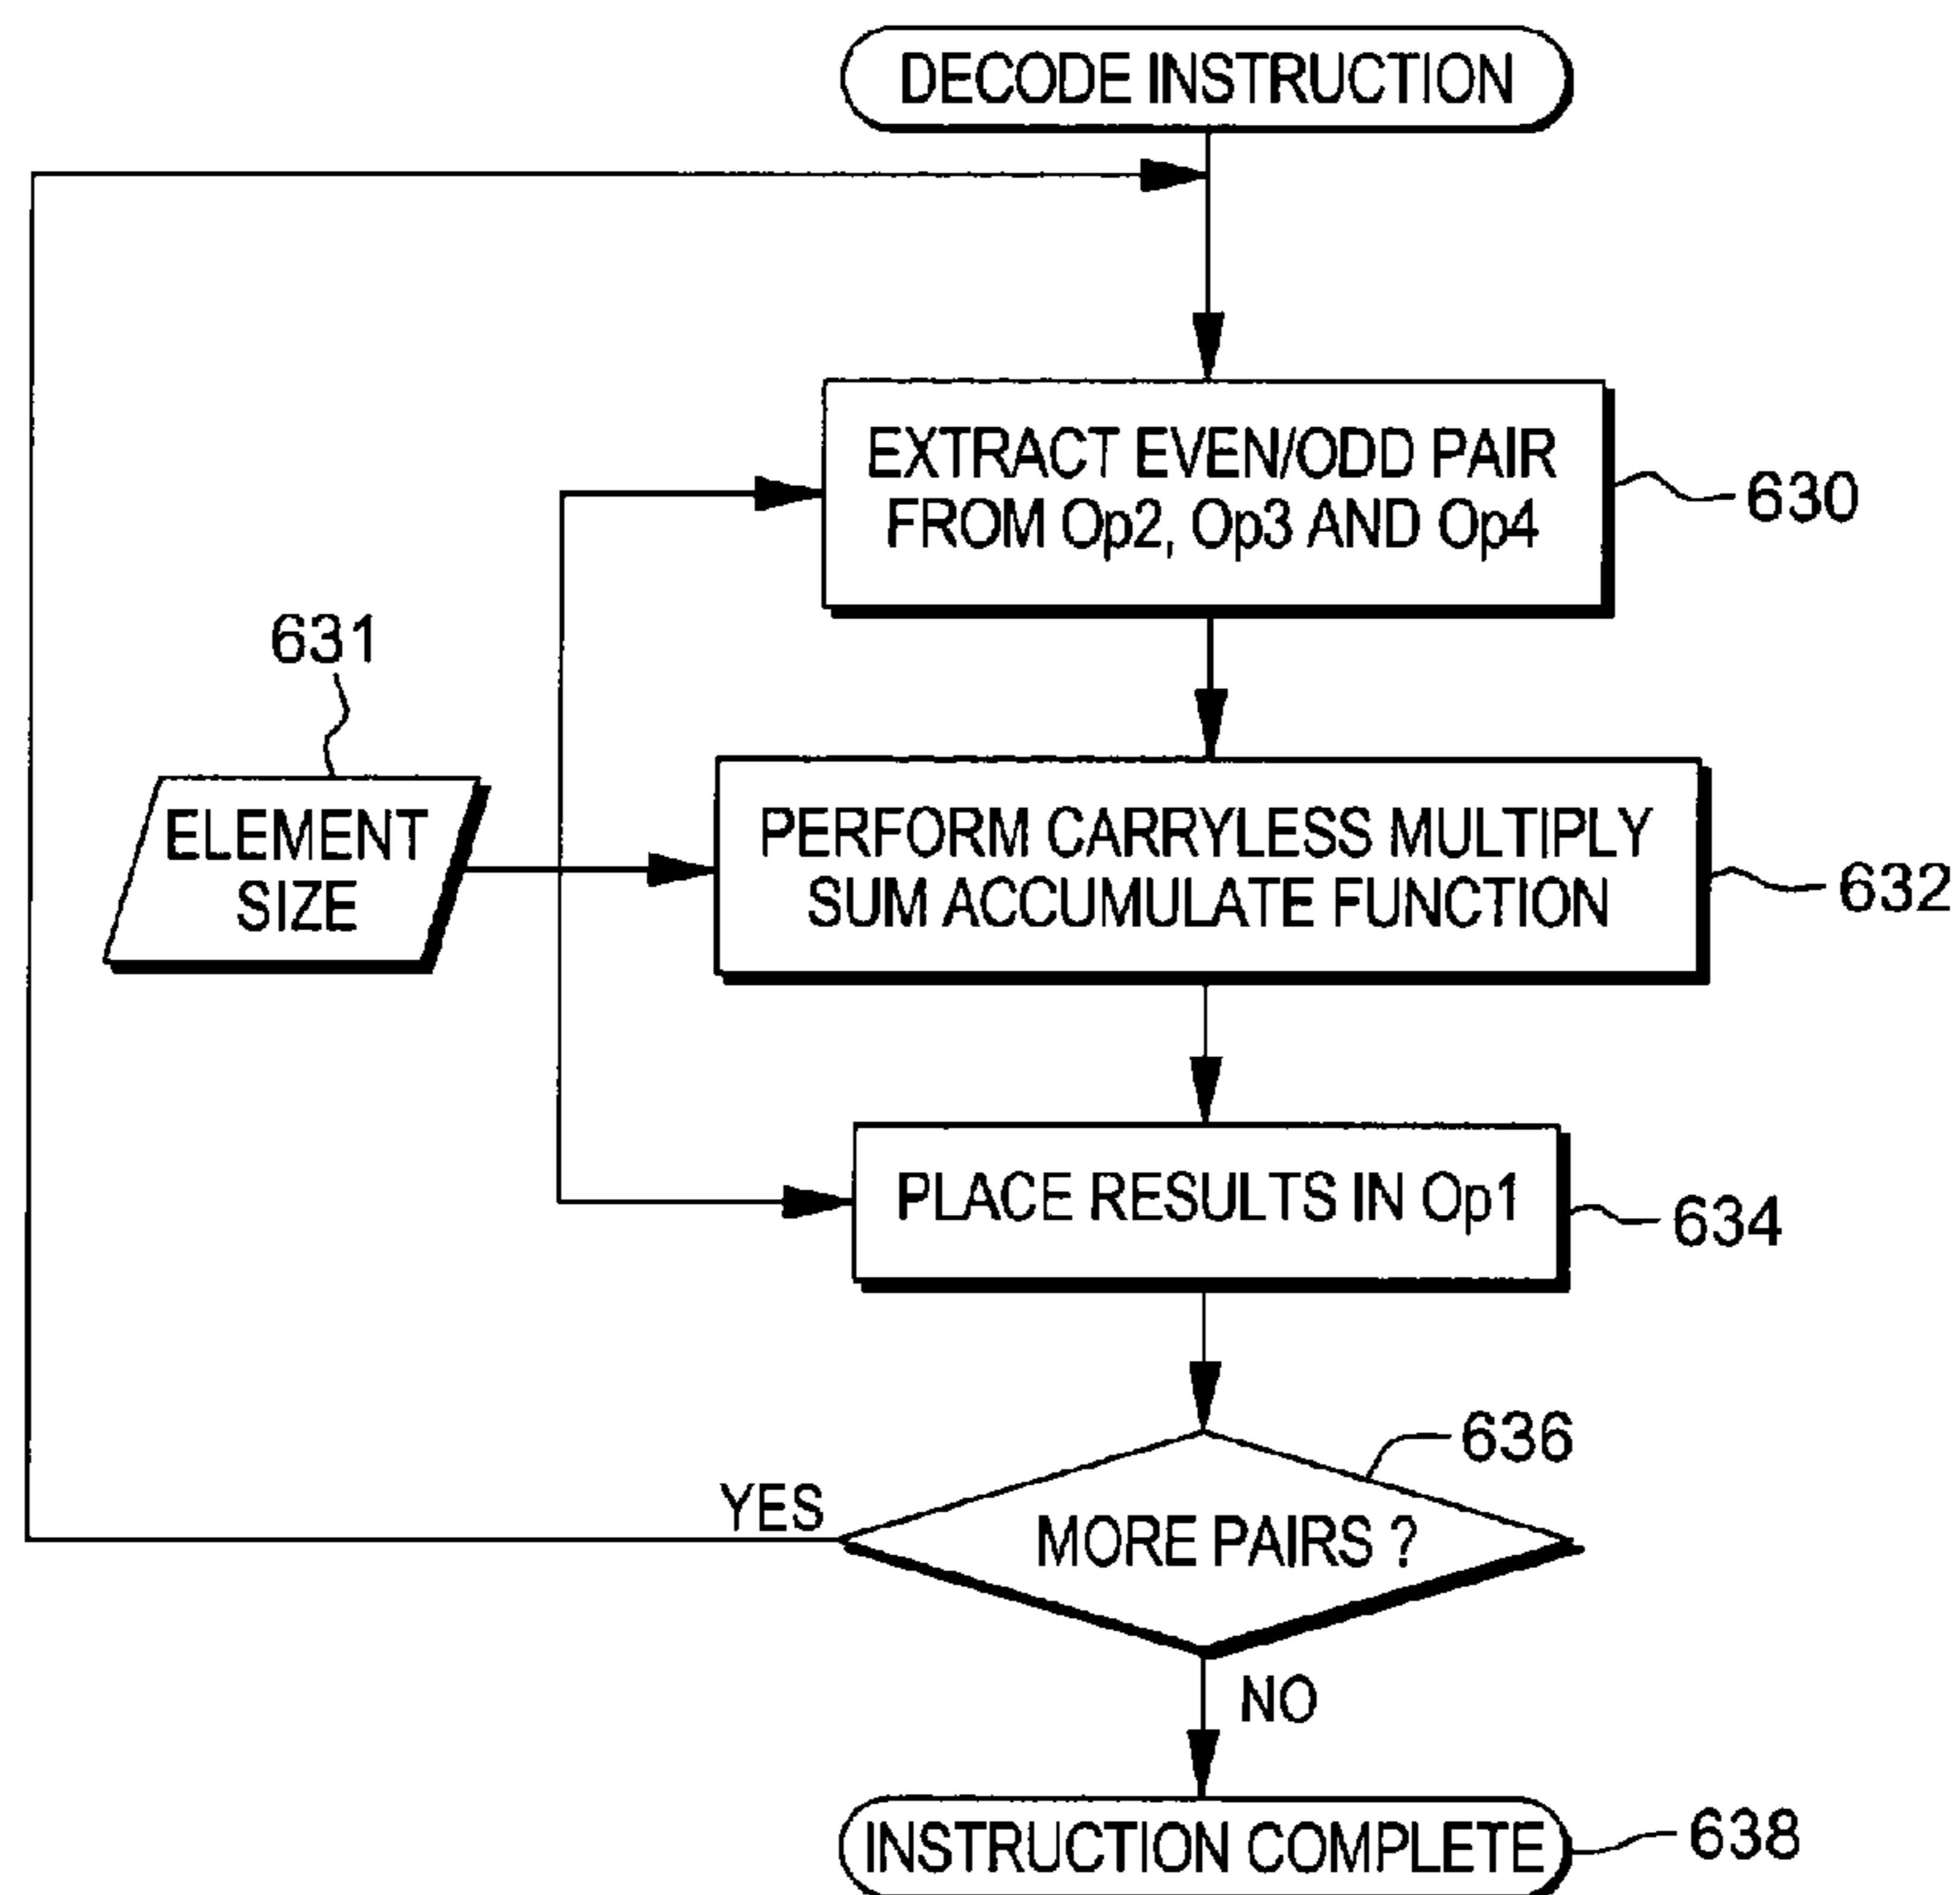 DECODE INSTRUCTION
EXTRACT EVEN/ODD PAIR
FROM Op2, Op3 AND Op4
630
631
ELEMENT
SIZE
PERFORM CARRYLESS MULTIPLY
SUM ACCUMULATE FUNCTION
632
PLACE RESULTS IN Op1
634
636
YES
MORE PAIRS ?
NO
INSTRUCTION COMPLETE
638